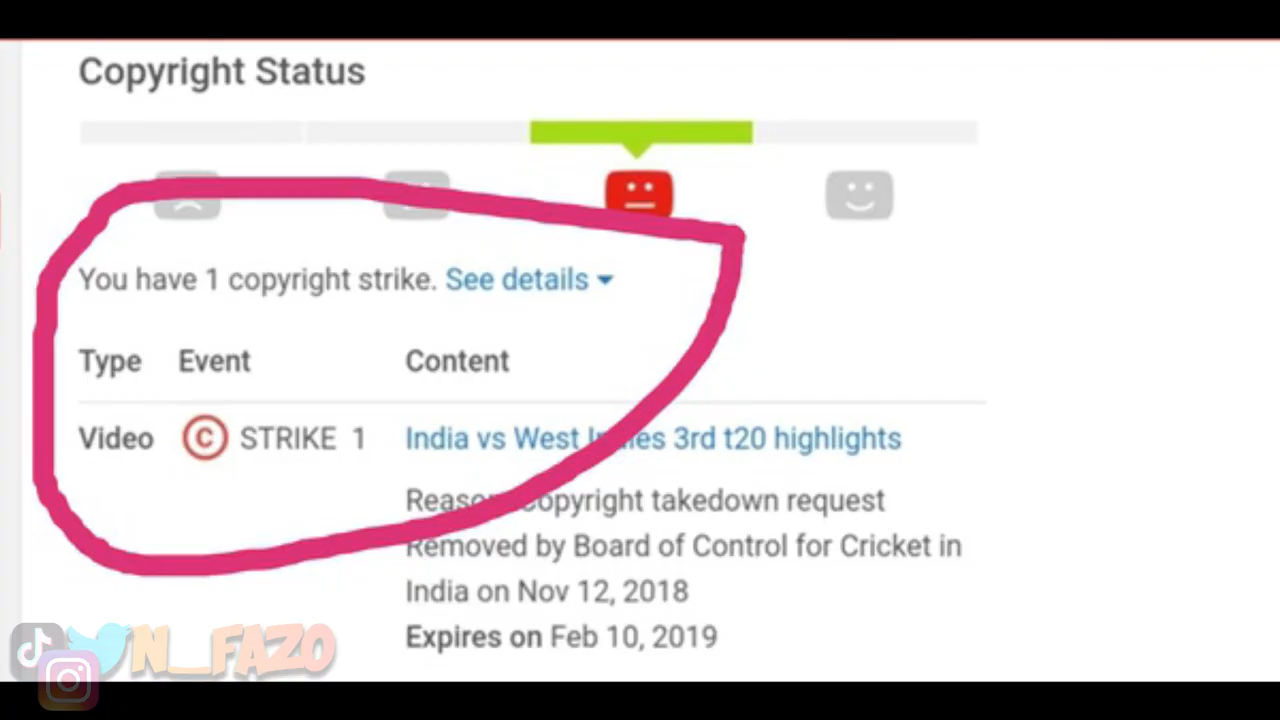 Copyright Status
You have 1 copyright strike. See details
Type Event Content
Video C STRIKE 1 India vs West Indies 3rd t20 highlights
Reason: Copyright takedown request
Removed by Board of Control for Cricket in
India on Nov 12, 2018
Expires on Feb 10, 2019
N_FAZO